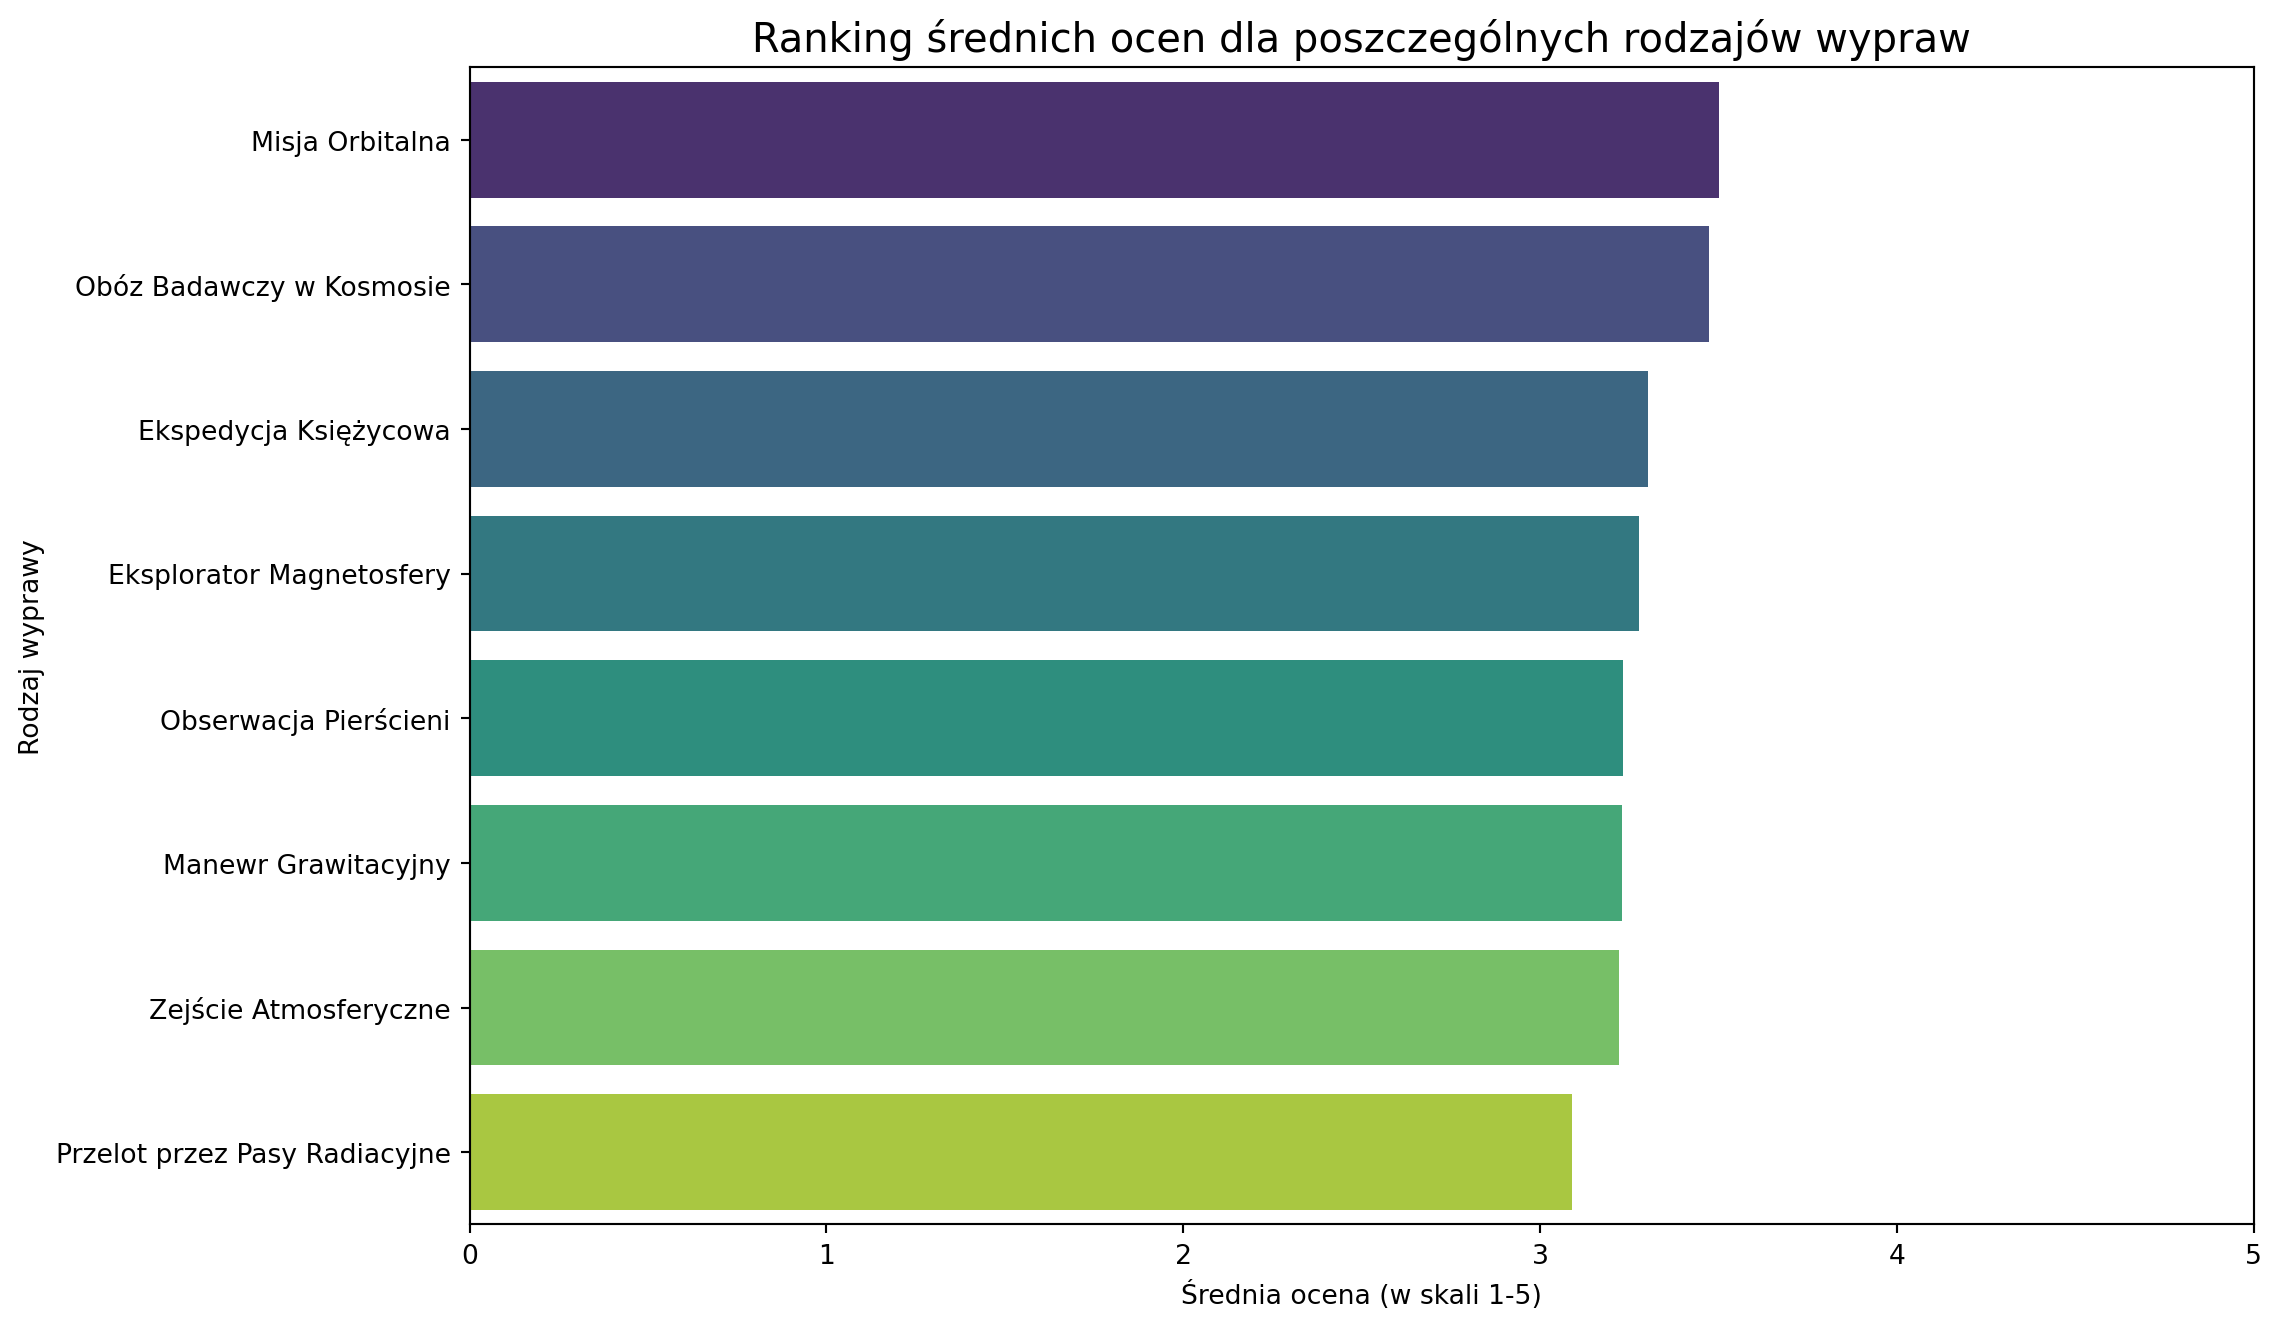 Ranking średnich ocen dla poszczególnych rodzajów wypraw
Rodzaj wyprawy
Misja Orbitalna
Obóz Badawczy w Kosmosie
Ekspedycja Księżycowa
Eksplorator Magnetosfery
Obserwacja Pierścieni
Manewr Grawitacyjny
Zejście Atmosferyczne
Przelot przez Pasy Radiacyjne
0 1 2 3 4 5
Średnia ocena (w skali 1-5)